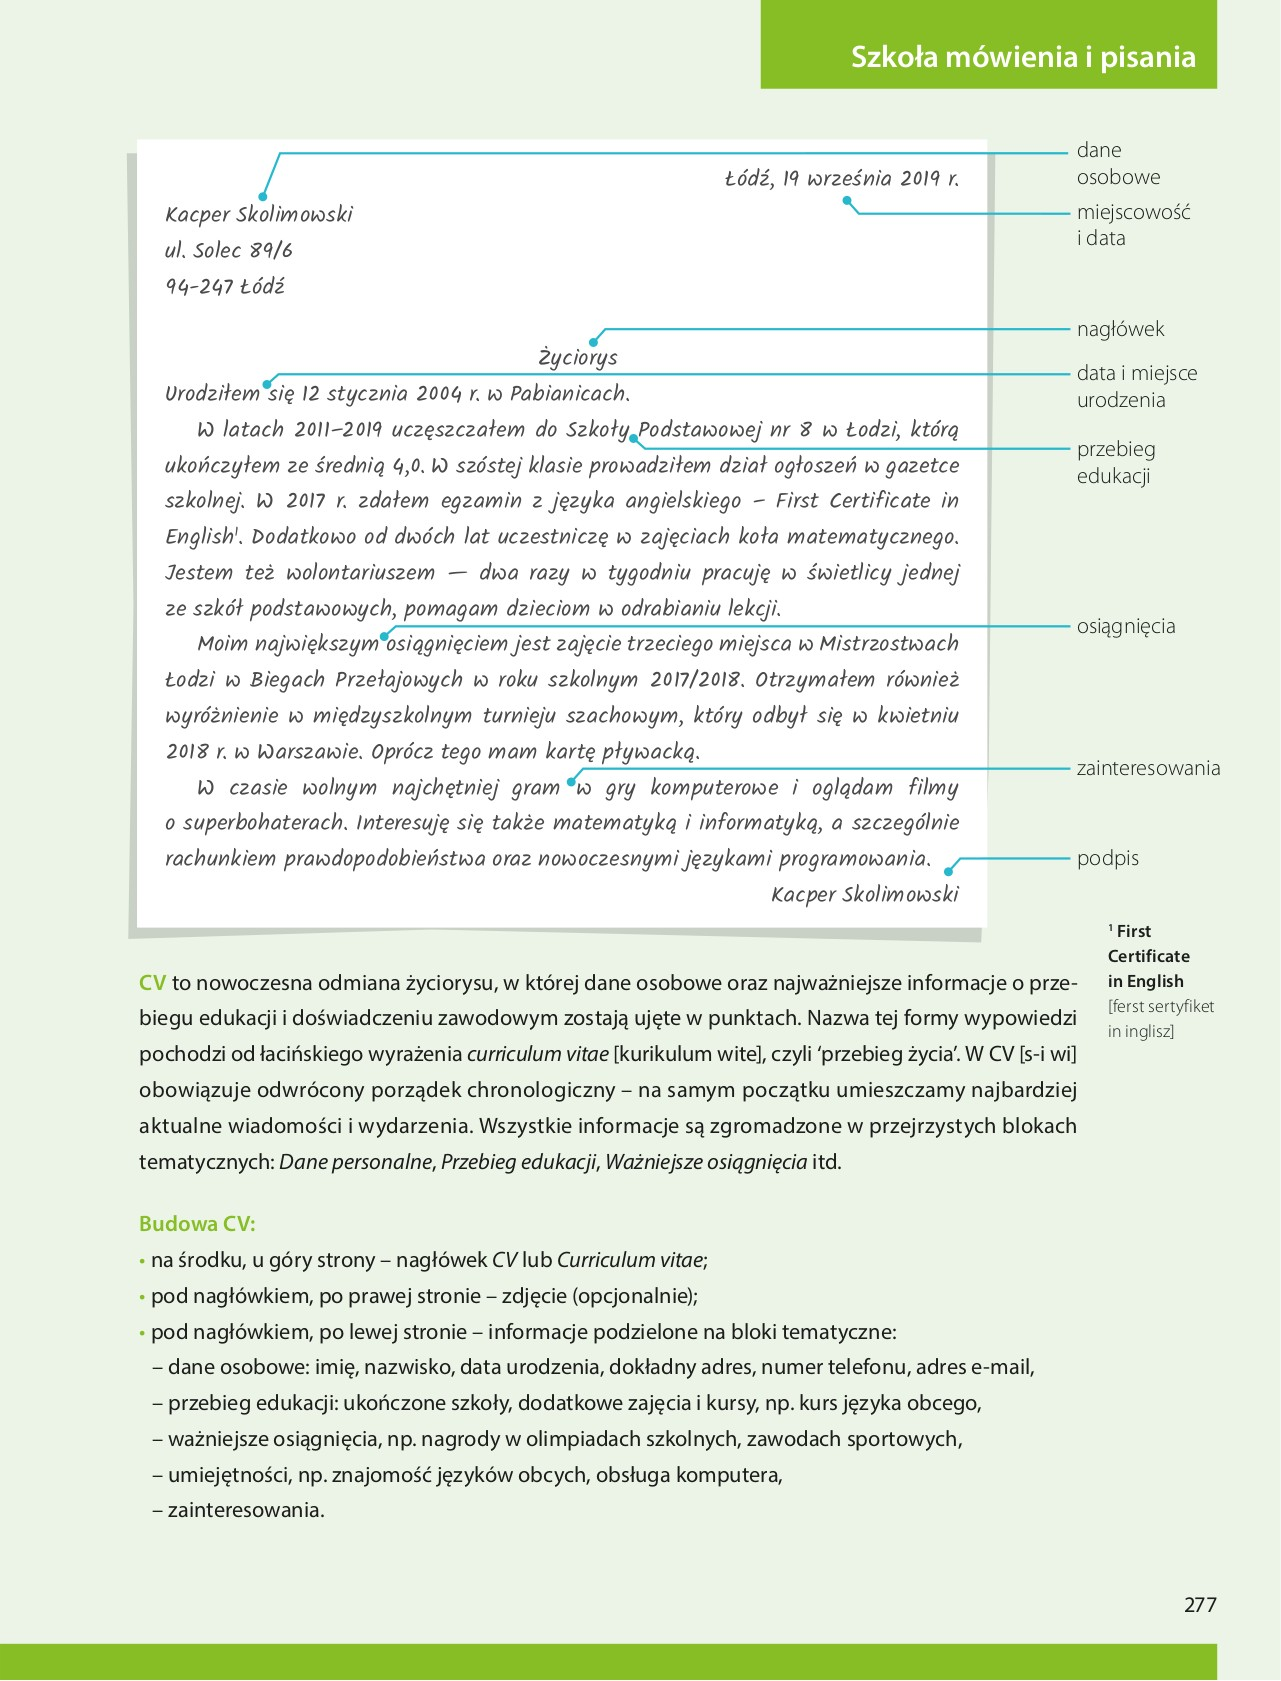 Szkoła mówienia i pisania
dane
osobowe
Łódź, 19 września 2019 r.
miejscowość
i data
Kacper Skolimowski
ul. Solec 89/6
94-247 Łódź
nagłówek
Życiorys
data i miejsce
urodzenia
Urodziłem się 12 stycznia 2004 r. w Pabianicach.
W latach 2011–2019 uczęszczałem do Szkoły Podstawowej nr 8 w Łodzi, którą
przebieg
edukacji
ukończyłem ze średnią 4,0. W szóstej klasie prowadziłem dział ogłoszeń w gazetce
szkolnej. W 2017 r. zdałem egzamin z języka angielskiego – First Certificate in
English¹. Dodatkowo od dwóch lat uczestniczę w zajęciach koła matematycznego.
Jestem też wolontariuszem — dwa razy w tygodniu pracuję w świetlicy jednej
ze szkół podstawowych, pomagam dzieciom w odrabianiu lekcji.
osiągnięcia
Moim największym osiągnięciem jest zajęcie trzeciego miejsca w Mistrzostwach
Łodzi w Biegach Przełajowych w roku szkolnym 2017/2018. Otrzymałem również
wyróżnienie w międzyszkolnym turnieju szachowym, który odbył się w kwietniu
2018 r. w Warszawie. Oprócz tego mam kartę pływacką.
zainteresowania
W czasie wolnym najchętniej gram w gry komputerowe i oglądam filmy
o superbohaterach. Interesuję się także matematyką i informatyką, a szczególnie
rachunkiem prawdopodobieństwa oraz nowoczesnymi językami programowania.
podpis
Kacper Skolimowski
¹ First
Certificate
in English
[ferst sertyfiket
in inglisz]
CV to nowoczesna odmiana życiorysu, w której dane osobowe oraz najważniejsze informacje o prze-
biegu edukacji i doświadczeniu zawodowym zostają ujęte w punktach. Nazwa tej formy wypowiedzi
pochodzi od łacińskiego wyrażenia curriculum vitae [kurikulum wite], czyli ‘przebieg życia’. W CV [s-i wi]
obowiązuje odwrócony porządek chronologiczny – na samym początku umieszczamy najbardziej
aktualne wiadomości i wydarzenia. Wszystkie informacje są zgromadzone w przejrzystych blokach
tematycznych: Dane personalne, Przebieg edukacji, Ważniejsze osiągnięcia itd.
Budowa CV:
• na środku, u góry strony – nagłówek CV lub Curriculum vitae;
• pod nagłówkiem, po prawej stronie – zdjęcie (opcjonalnie);
• pod nagłówkiem, po lewej stronie – informacje podzielone na bloki tematyczne:
– dane osobowe: imię, nazwisko, data urodzenia, dokładny adres, numer telefonu, adres e-mail,
– przebieg edukacji: ukończone szkoły, dodatkowe zajęcia i kursy, np. kurs języka obcego,
– ważniejsze osiągnięcia, np. nagrody w olimpiadach szkolnych, zawodach sportowych,
– umiejętności, np. znajomość języków obcych, obsługa komputera,
– zainteresowania.
277